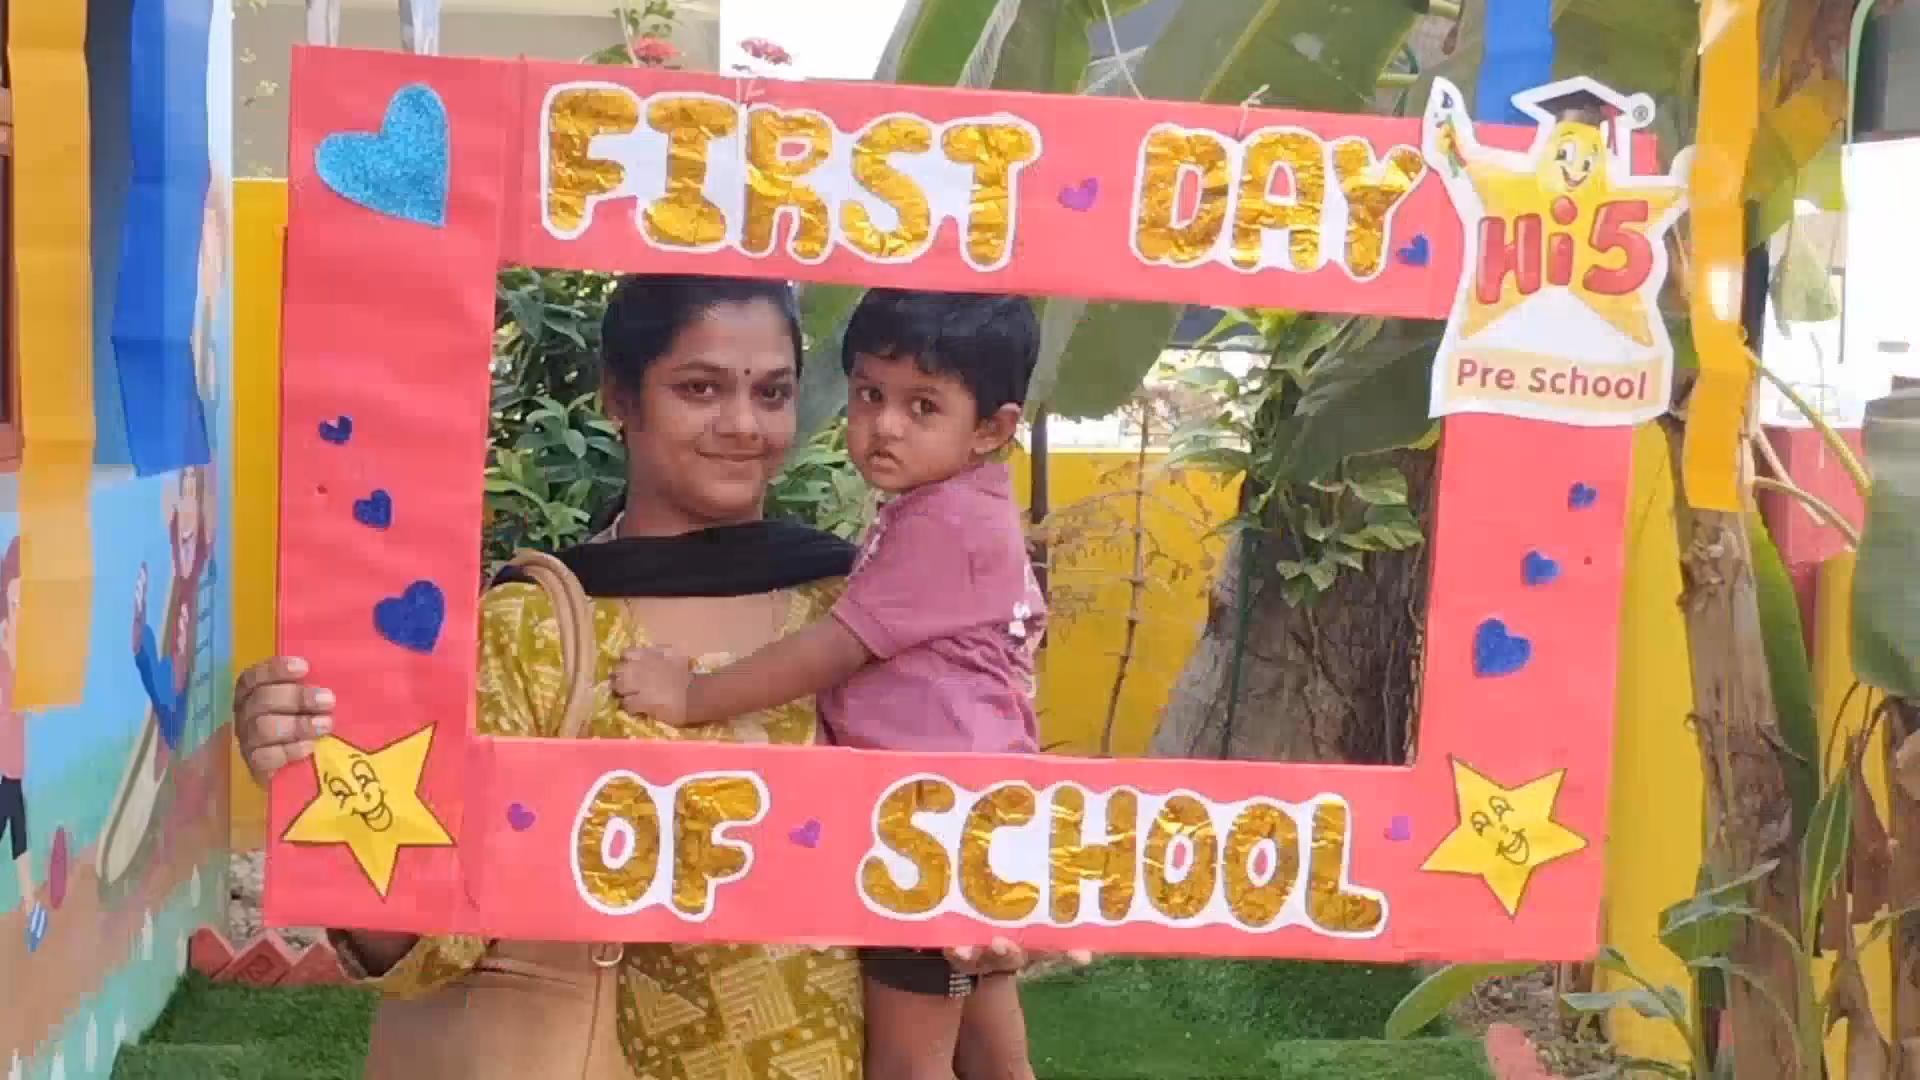 FIRST DAY
Hi5
®
Pre School
OF SCHOOL